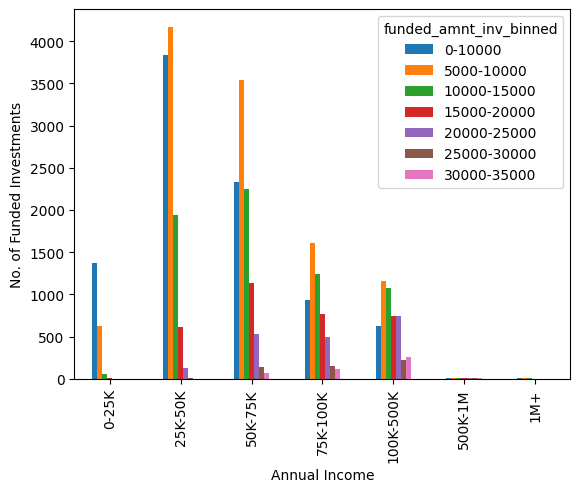 funded_amnt_inv_binned
0-10000
5000-10000
10000-15000
15000-20000
20000-25000
25000-30000
30000-35000
No. of Funded Investments
4000
3500
3000
2500
2000
1500
1000
500
0
0-25K
25K-50K
50K-75K
75K-100K
100K-500K
500K-1M
1M+
Annual Income